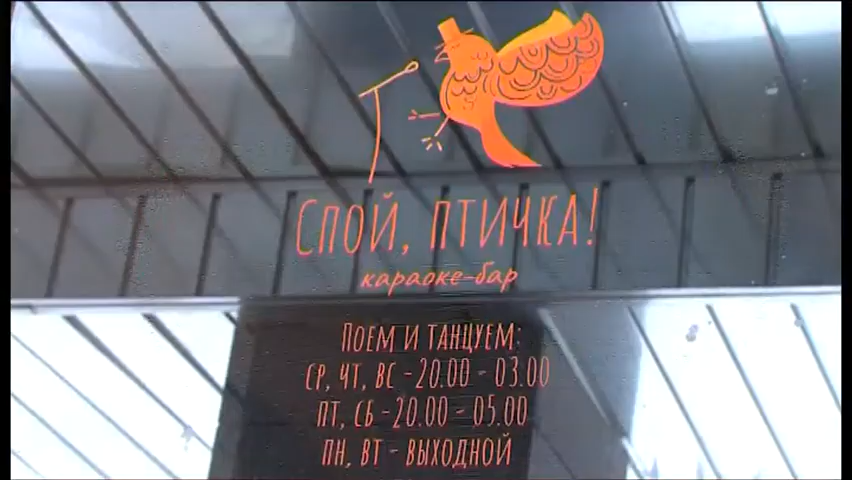 Спой, птичка!
караоке-бар
Поем и танцуем:
ср, чт, вс - 20.00 - 03.00
пт, сб - 20.00 - 05.00
пн, вт - выходной